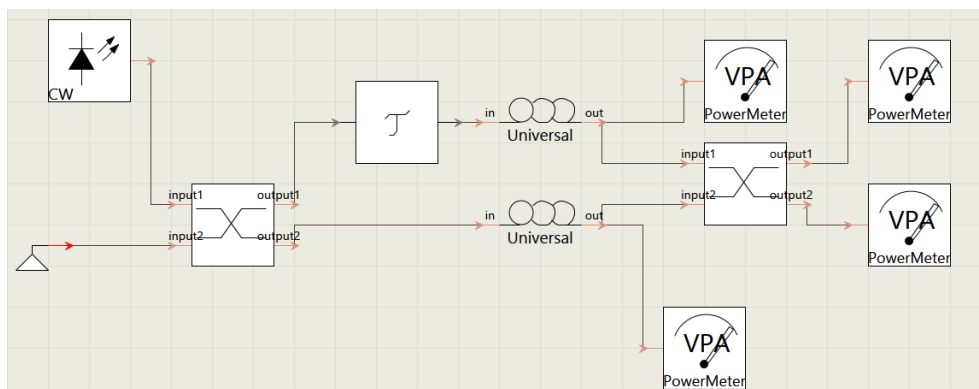 CW
input1
input2
output1
output2
in
out
Universal
in
out
Universal
VPA
PowerMeter
input1
input2
output1
output2
VPA
PowerMeter
VPA
PowerMeter
VPA
PowerMeter